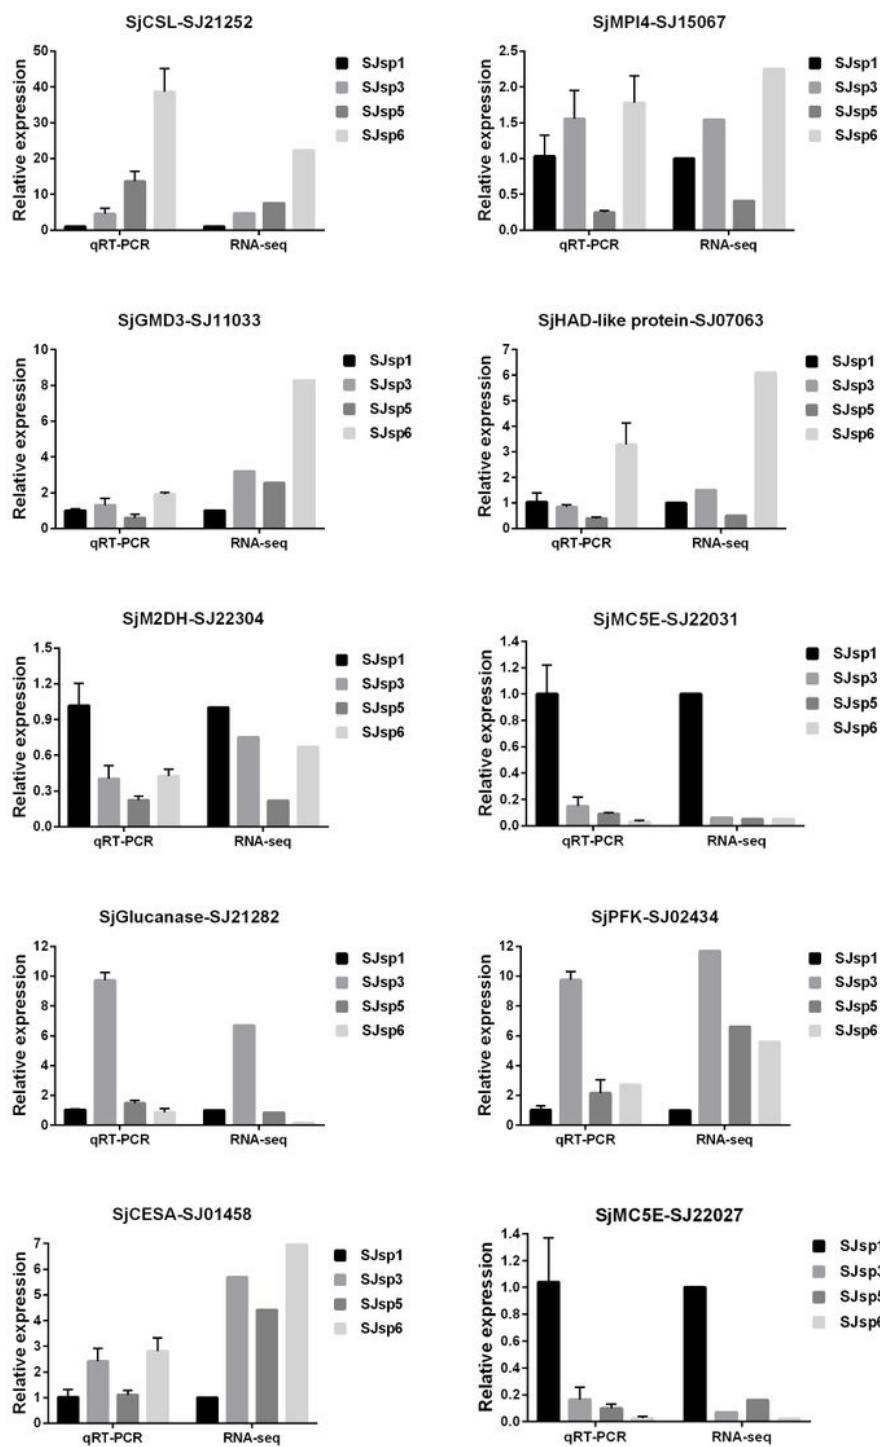 SjCSL-SJ21252
Relative expression
50
40
30
20
10
0
qRT-PCR RNA-seq
SJsp1
SJsp3
SJsp5
SJsp6
SjMPI4-SJ15067
Relative expression
2.5
2.0
1.5
1.0
0.5
0.0
qRT-PCR RNA-seq
SJsp1
SJsp3
SJsp5
SJsp6
SjGMD3-SJ11033
Relative expression
10
8
6
4
2
0
qRT-PCR RNA-seq
SJsp1
SJsp3
SJsp5
SJsp6
SjHAD-like protein-SJ07063
Relative expression
7
6
5
4
3
2
1
0
qRT-PCR RNA-seq
SJsp1
SJsp3
SJsp5
SJsp6
SjM2DH-SJ22304
Relative expression
1.5
1.2
0.9
0.6
0.3
0.0
qRT-PCR RNA-seq
SJsp1
SJsp3
SJsp5
SJsp6
SjMC5E-SJ22031
Relative expression
1.4
1.2
1.0
0.8
0.6
0.4
0.2
0.0
qRT-PCR RNA-seq
SJsp1
SJsp3
SJsp5
SJsp6
SjGlucanase-SJ21282
Relative expression
12
10
8
6
4
2
0
qRT-PCR RNA-seq
SJsp1
SJsp3
SJsp5
SJsp6
SjPFK-SJ02434
Relative expression
12
10
8
6
4
2
0
qRT-PCR RNA-seq
SJsp1
SJsp3
SJsp5
SJsp6
SjCESA-SJ01458
Relative expression
7
6
5
4
3
2
1
0
qRT-PCR RNA-seq
SJsp1
SJsp3
SJsp5
SJsp6
SjMC5E-SJ22027
Relative expression
1.4
1.2
1.0
0.8
0.6
0.4
0.2
0.0
qRT-PCR RNA-seq
SJsp1
SJsp3
SJsp5
SJsp6